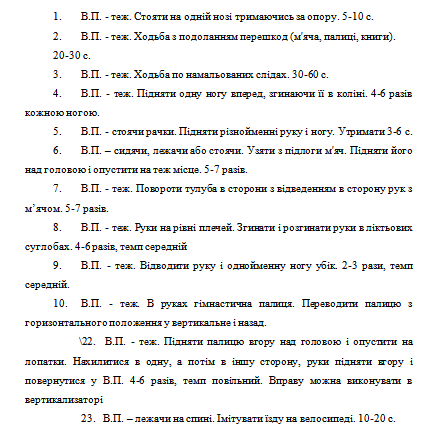 1. В.П. - теж. Стояти на одній нозі тримаючись за опору. 5-10 с.
2. В.П. - теж. Ходьба з подоланням перешкод (м'яча, палиці, книги).
20-30 с.
3. В.П. - теж. Ходьба по намальованих слідах. 30-60 с.
4. В.П. - теж. Підняти одну ногу вперед, згинаючи її в коліні. 4-6 разів
кожною ногою.
5. В.П. - стоячи рачки. Підняти різнойменні руку і ногу. Утримати 3-6 с.
6. В.П. – сидячи, лежачи або стоячи. Узяти з підлоги м'яч. Підняти його
над головою і опустити на теж місце. 5-7 разів.
7. В.П. - теж. Повороти тулуба в сторони з відведенням в сторону рук з
м’ячом. 5-7 разів.
8. В.П. - теж. Руки на рівні плечей. Згинати і розгинати руки в ліктьових
суглобах. 4-6 разів, темп середній
9. В.П. - теж. Відводити руку і однойменну ногу убік. 2-3 рази, темп
середній.
10. В.П. - теж. В руках гімнастична палиця. Переводити палицю з
горизонтального положення у вертикальне і назад.
\22. В.П. - теж. Підняти палицю вгору над головою і опустити на
лопатки. Нахилитися в одну, а потім в іншу сторону, руки підняти вгору і
повернутися у В.П. 4-6 разів, темп повільний. Вправу можна виконувати в
вертикализаторі
23. В.П. – лежачи на спині. Імітувати їзду на велосипеді. 10-20 с.